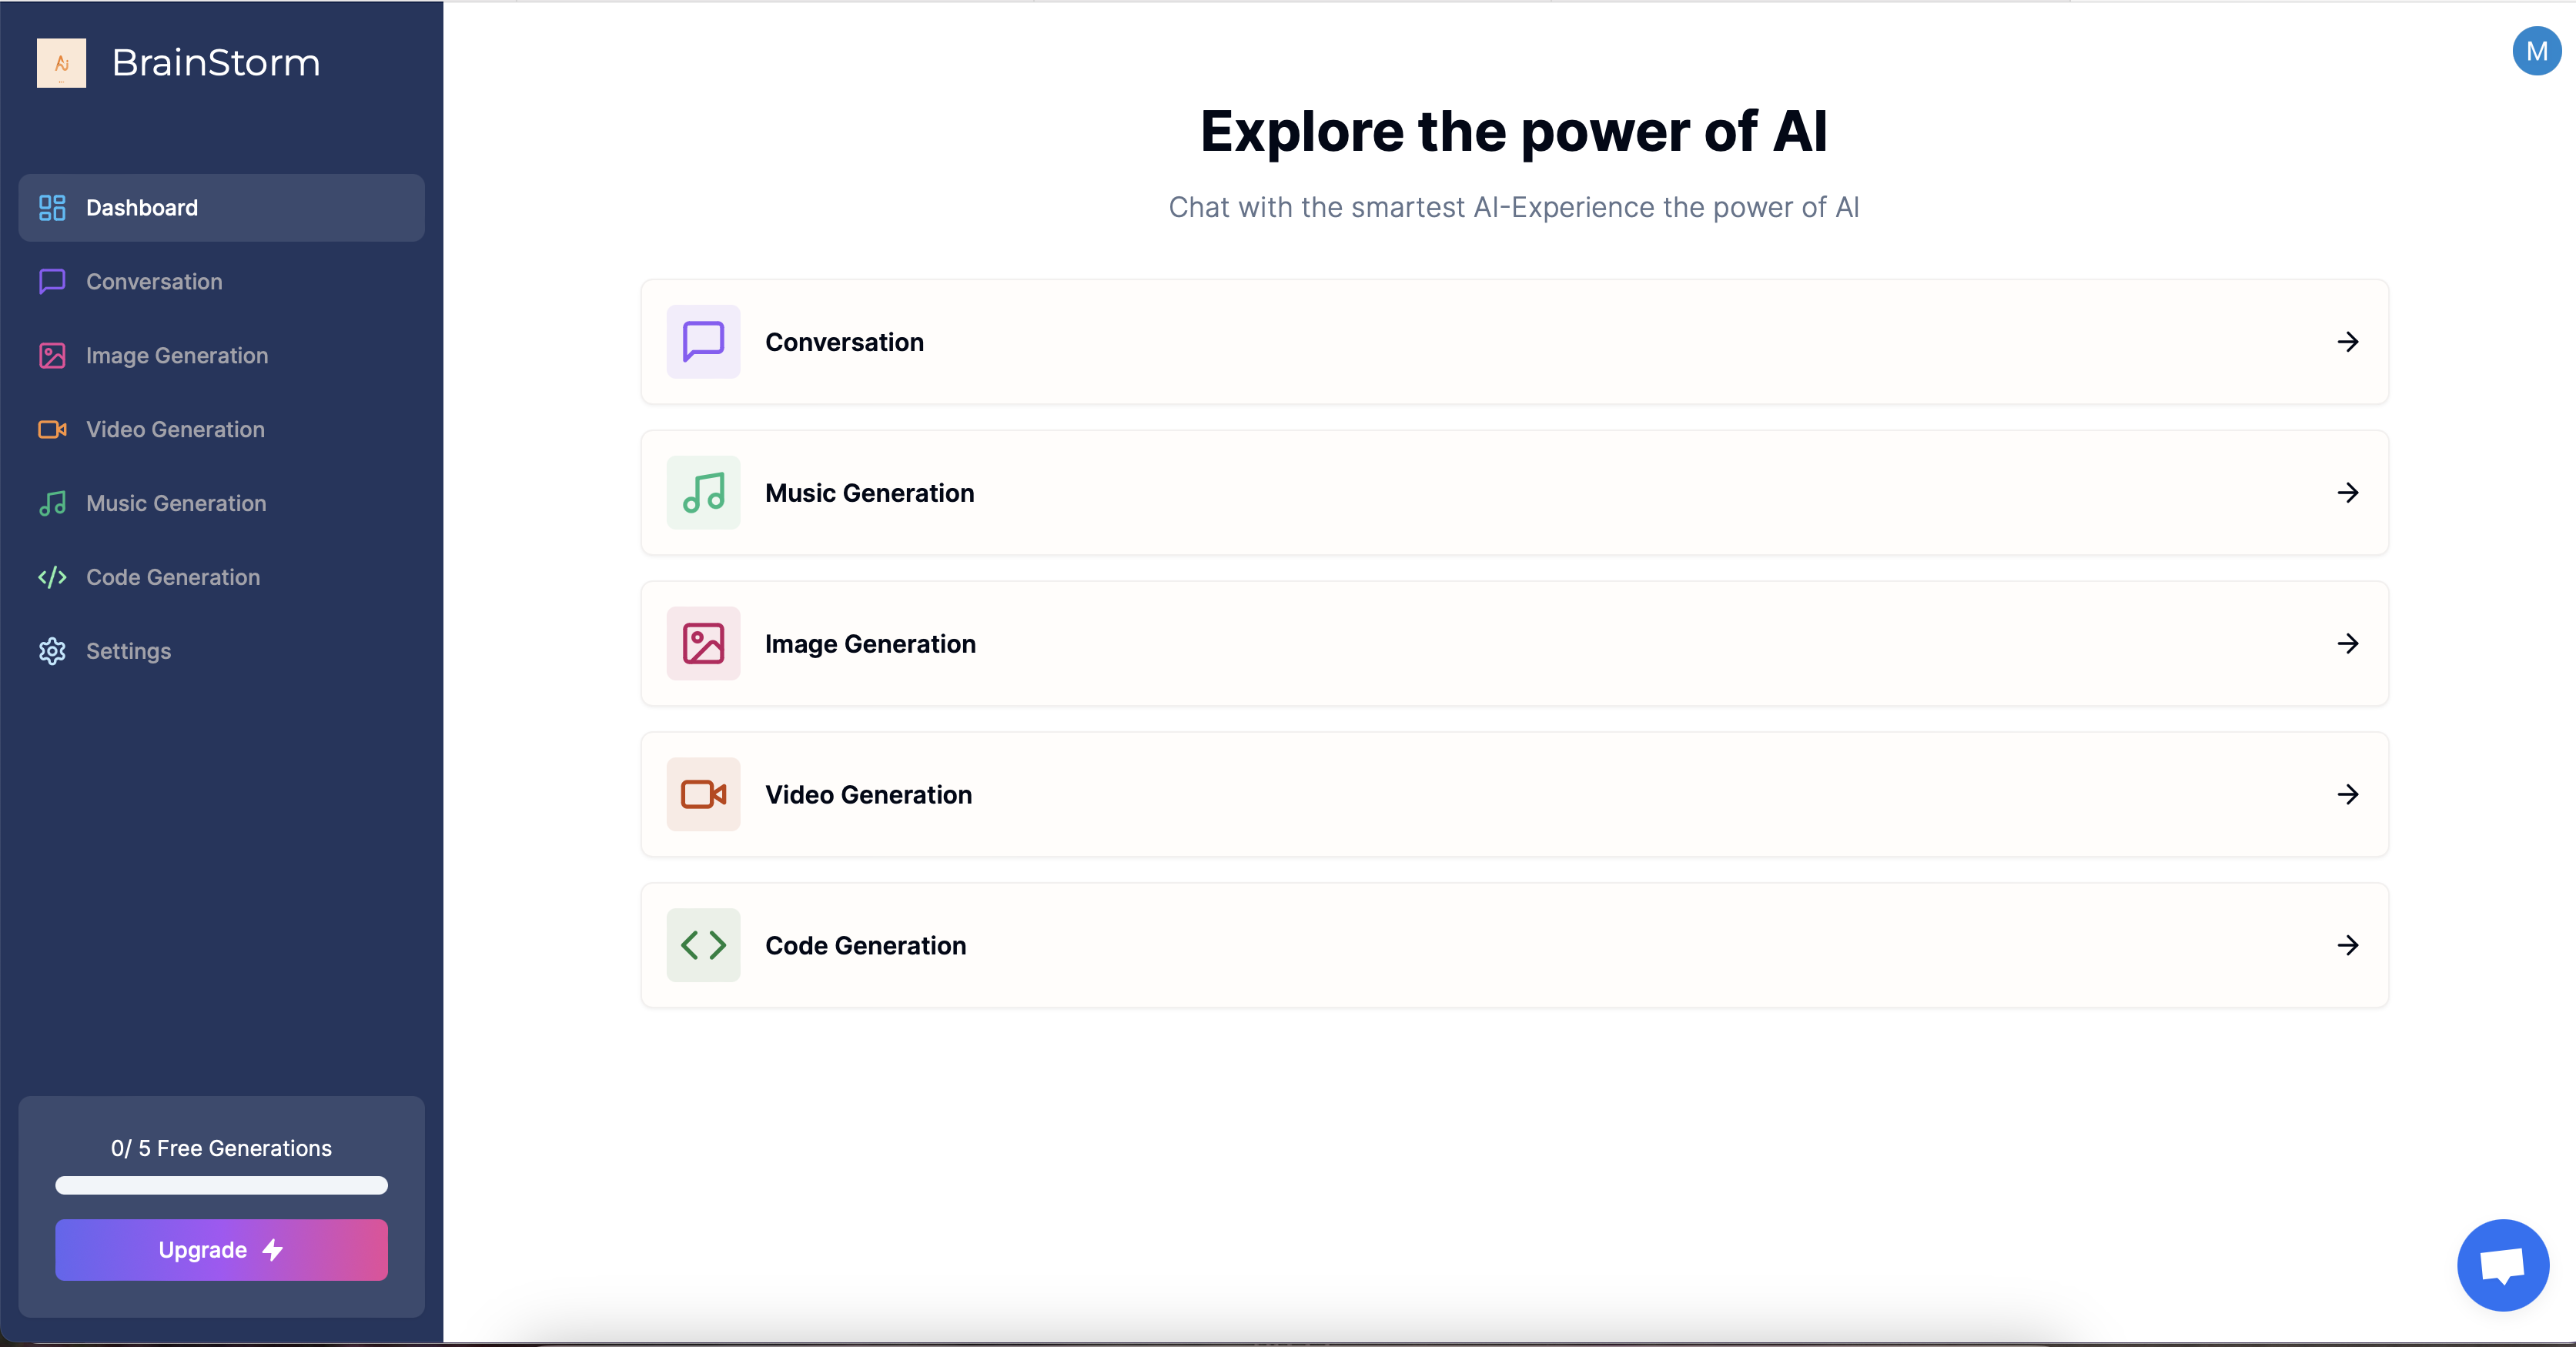 BrainStorm
Dashboard
Conversation
Image Generation
Video Generation
Music Generation
Code Generation
Settings
0/ 5 Free Generations
Upgrade
M
Explore the power of AI
Chat with the smartest AI-Experience the power of AI
Conversation
Music Generation
Image Generation
Video Generation
Code Generation